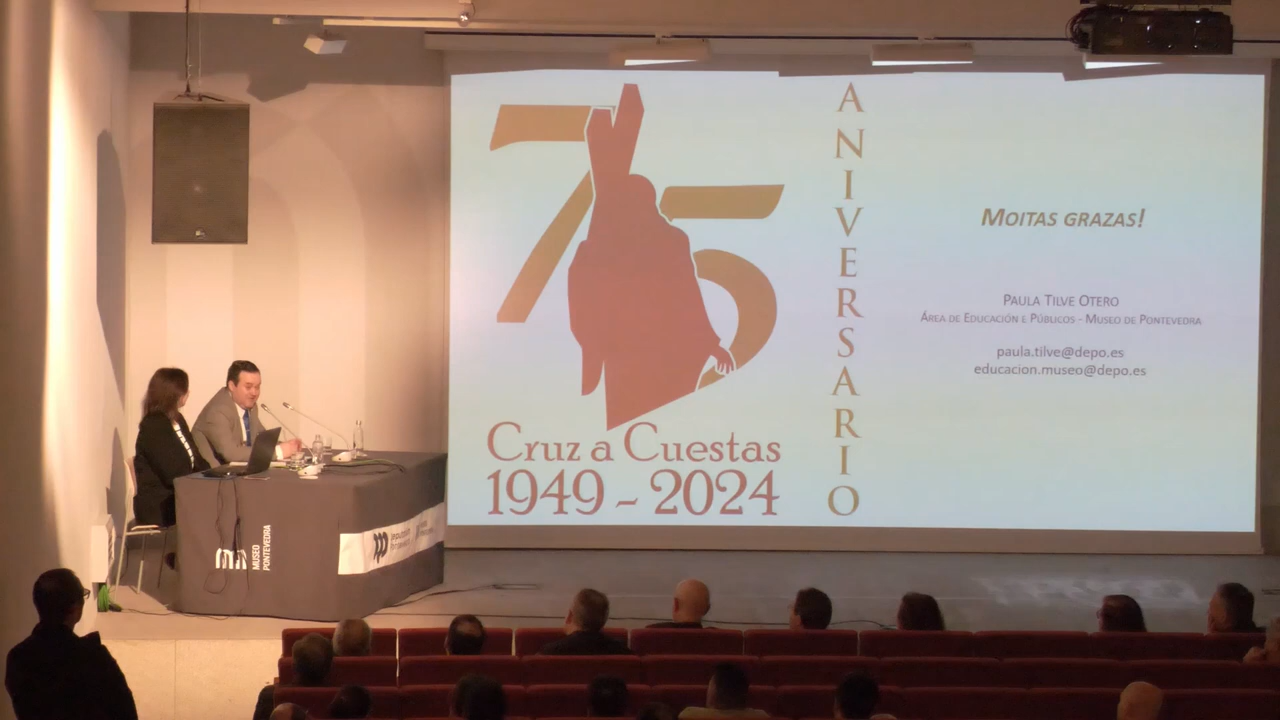 75
ANIVERSARIO
Cruz a Cuestas
1949 - 2024
MOITAS GRAZAS!
PAULA TILVE OTERO
ÁREA DE EDUCACIÓN E PÚBLICOS - MUSEO DE PONTEVEDRA
paula.tilve@depo.es
educacion.museo@depo.es
MUSEO
PONTEVEDRA